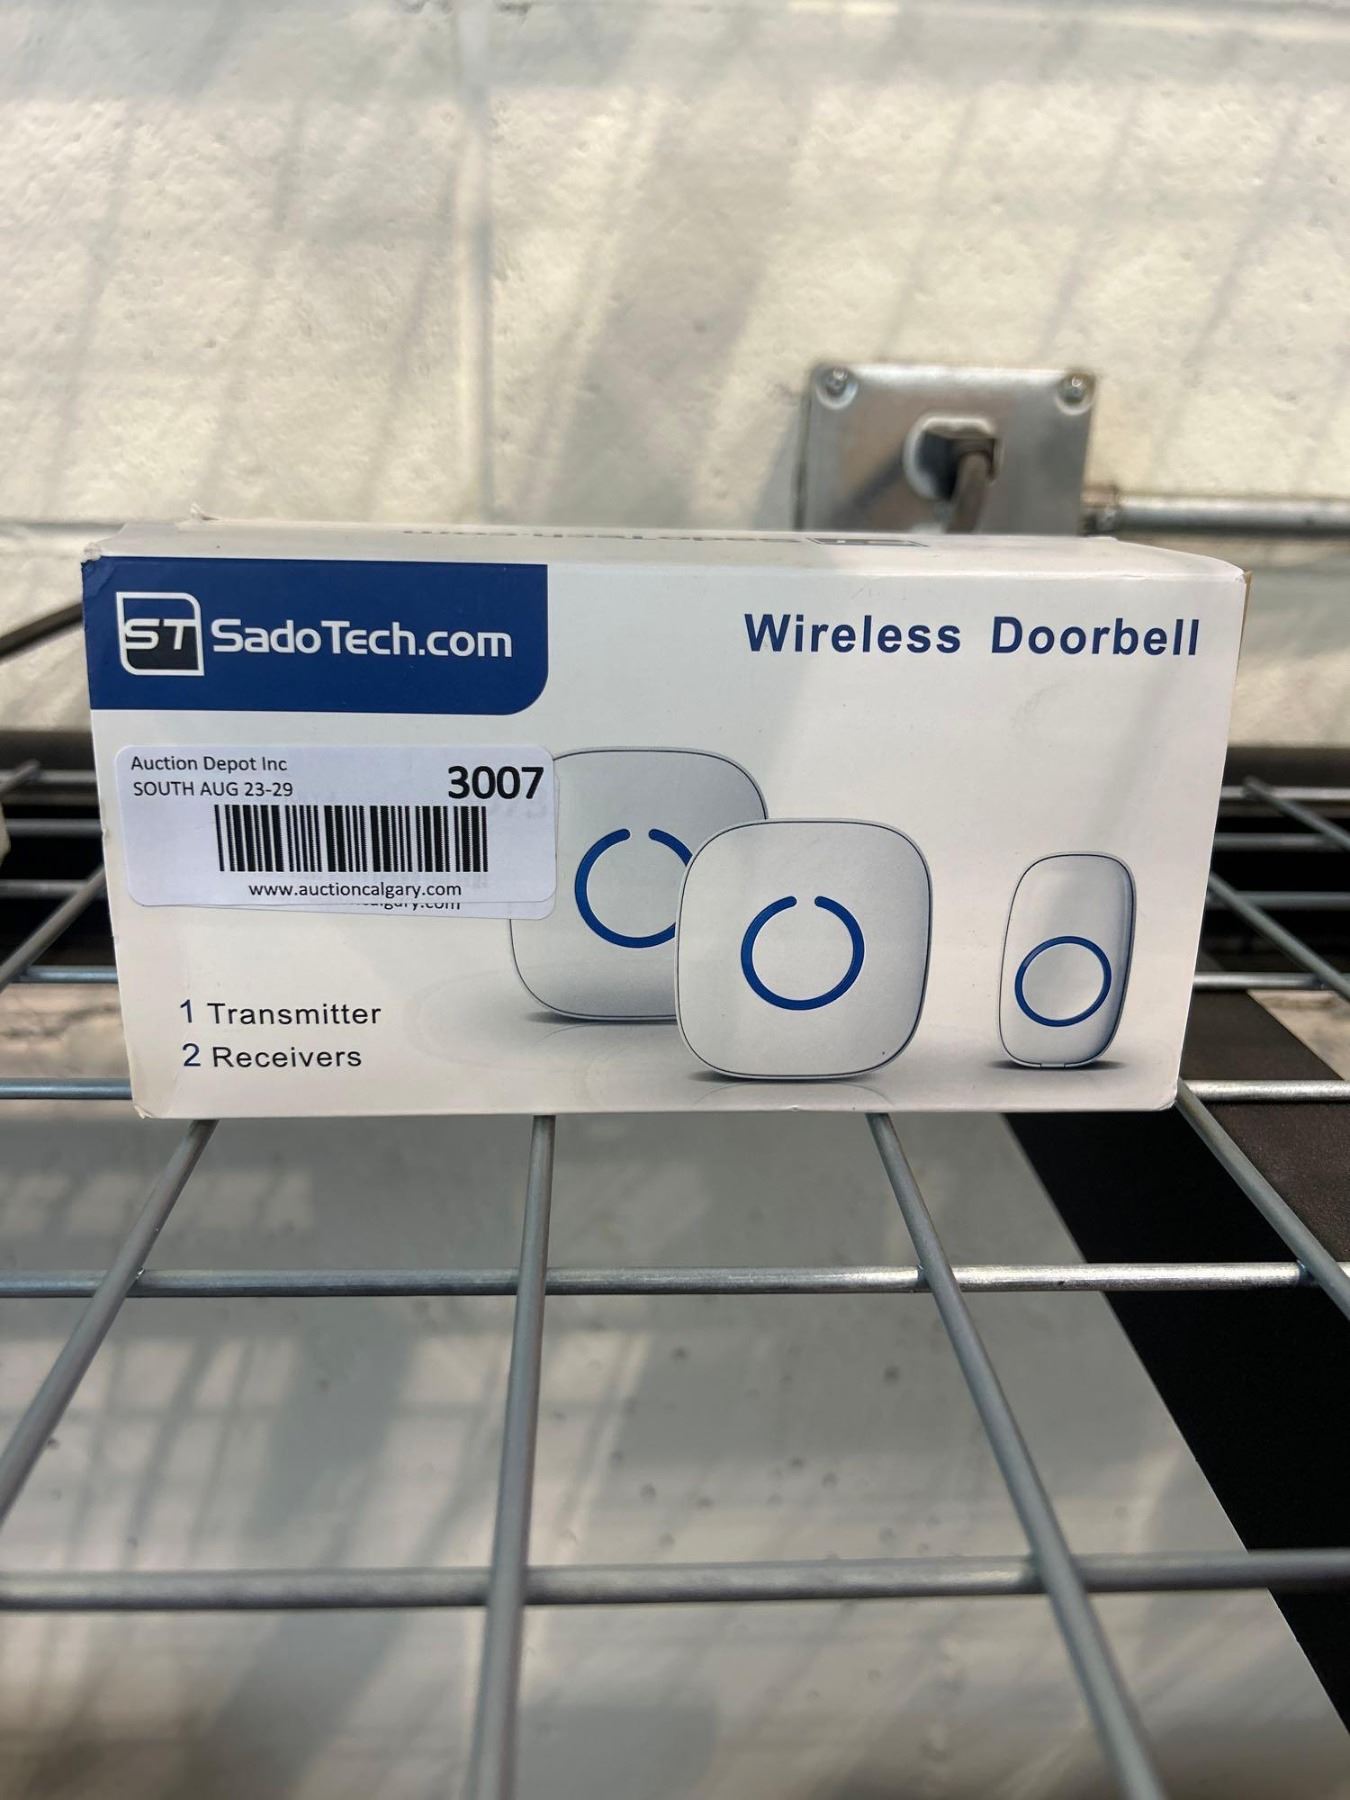 ST SadoTech.com
Wireless Doorbell
Auction Depot Inc
SOUTH AUG 23-29
3007
www.auctioncalgary.com
1 Transmitter
2 Receivers